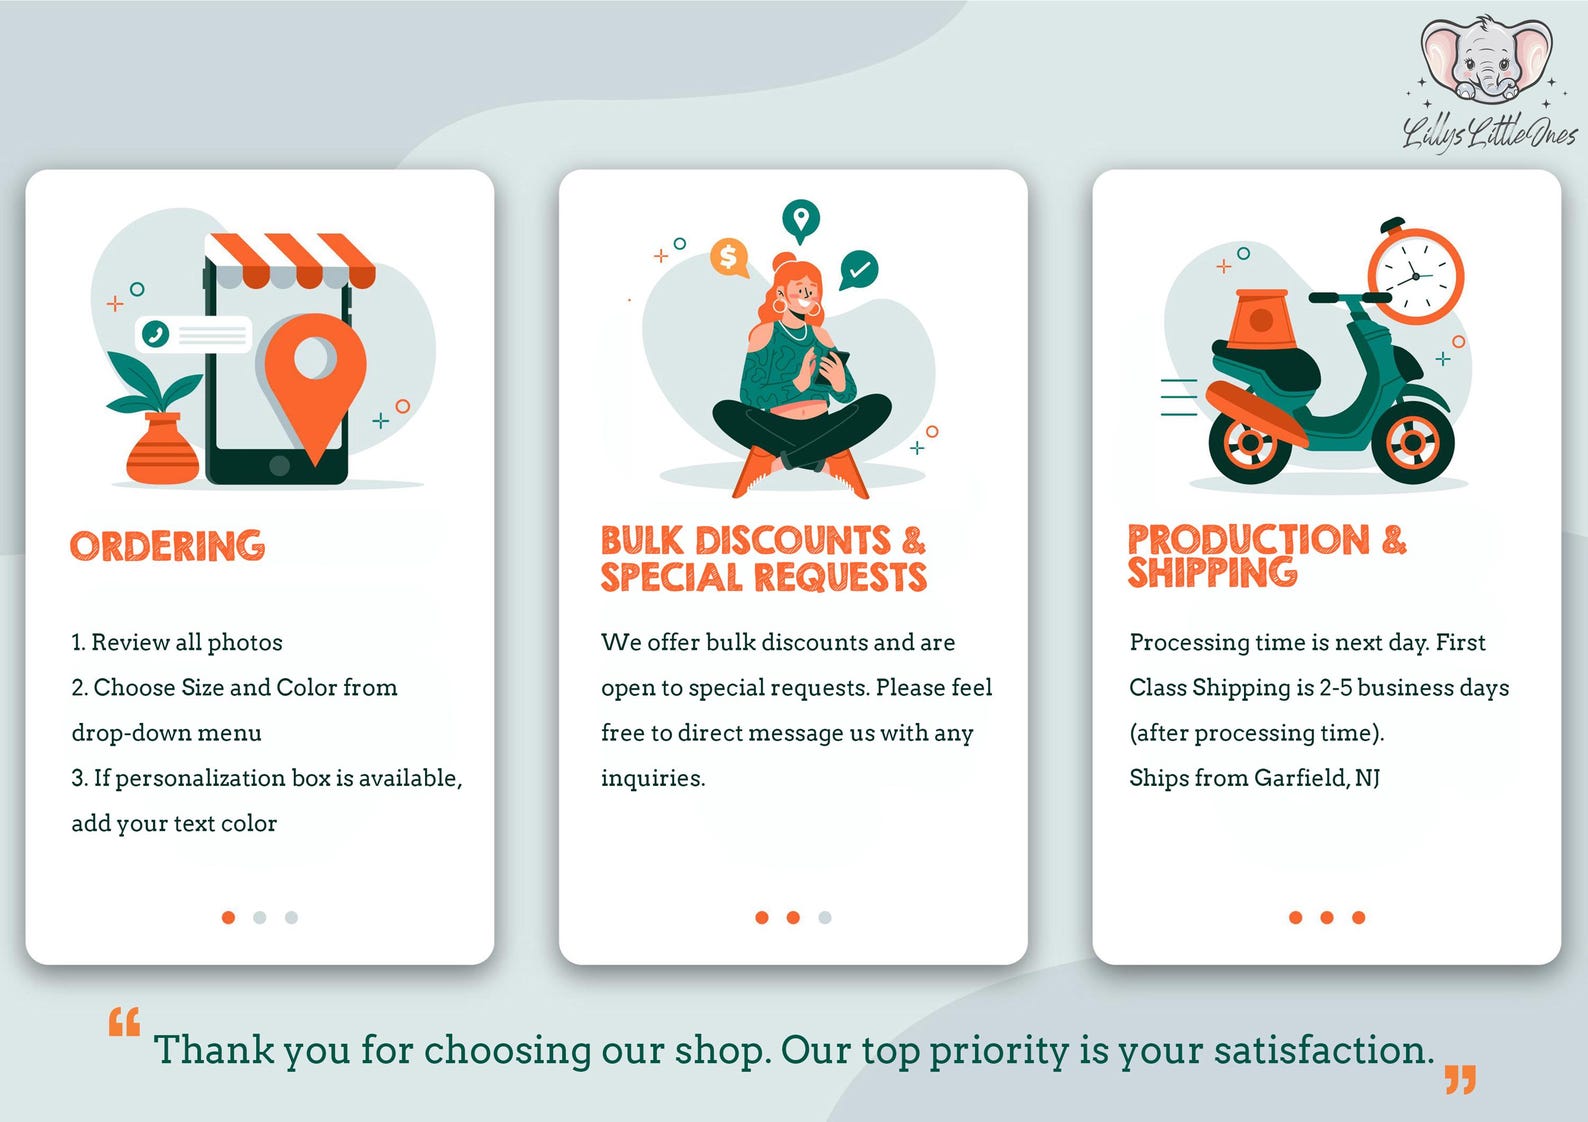 LillysLittleOnes
ORDERING
1. Review all photos
2. Choose Size and Color from
drop-down menu
3. If personalization box is available,
add your text color
$
BULK DISCOUNTS &
SPECIAL REQUESTS
We offer bulk discounts and are
open to special requests. Please feel
free to direct message us with any
inquiries.
PRODUCTION &
SHIPPING
Processing time is next day. First
Class Shipping is 2-5 business days
(after processing time).
Ships from Garfield, NJ
“Thank you for choosing our shop. Our top priority is your satisfaction.”